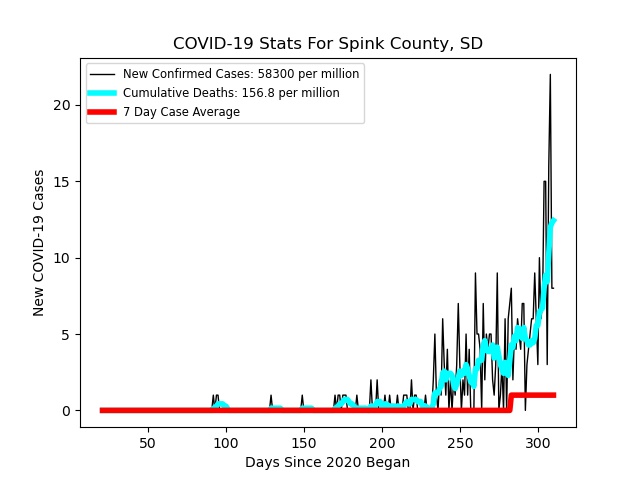 COVID-19 Stats For Spink County, SD
New Confirmed Cases: 58300 per million
Cumulative Deaths: 156.8 per million
7 Day Case Average
New COVID-19 Cases
20
15
10
5
0
50 100 150 200 250 300
Days Since 2020 Began